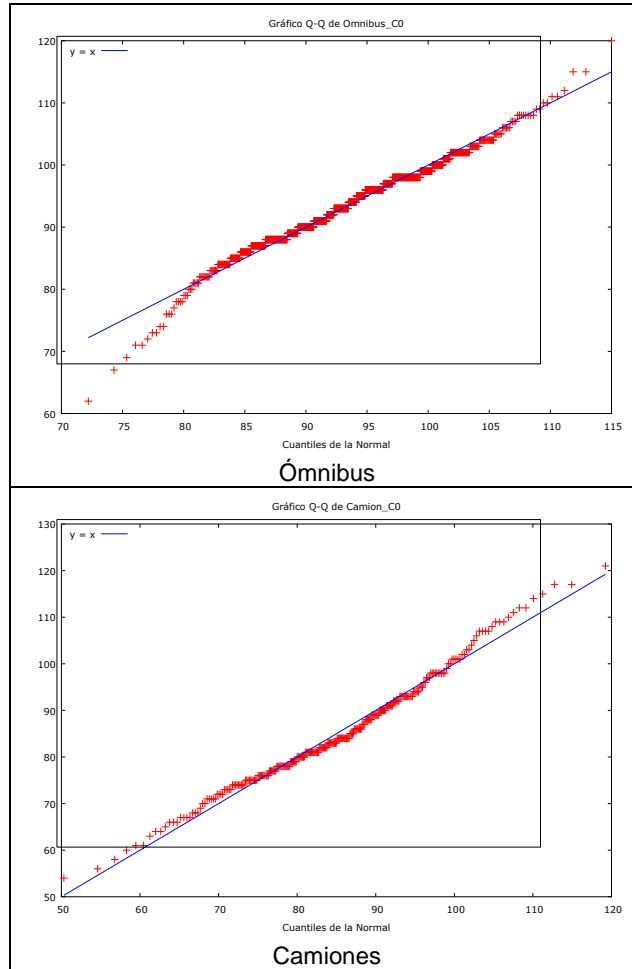 Gráfico Q-Q de Omnibus_C0
120
y = x
110
100
90
80
70
60
70 75 80 85 90 95 100 105 110 115
Cuantiles de la Normal
Ómnibus
Gráfico Q-Q de Camion_C0
130
y = x
120
110
100
90
80
70
60
50
50 60 70 80 90 100 110 120
Cuantiles de la Normal
Camiones